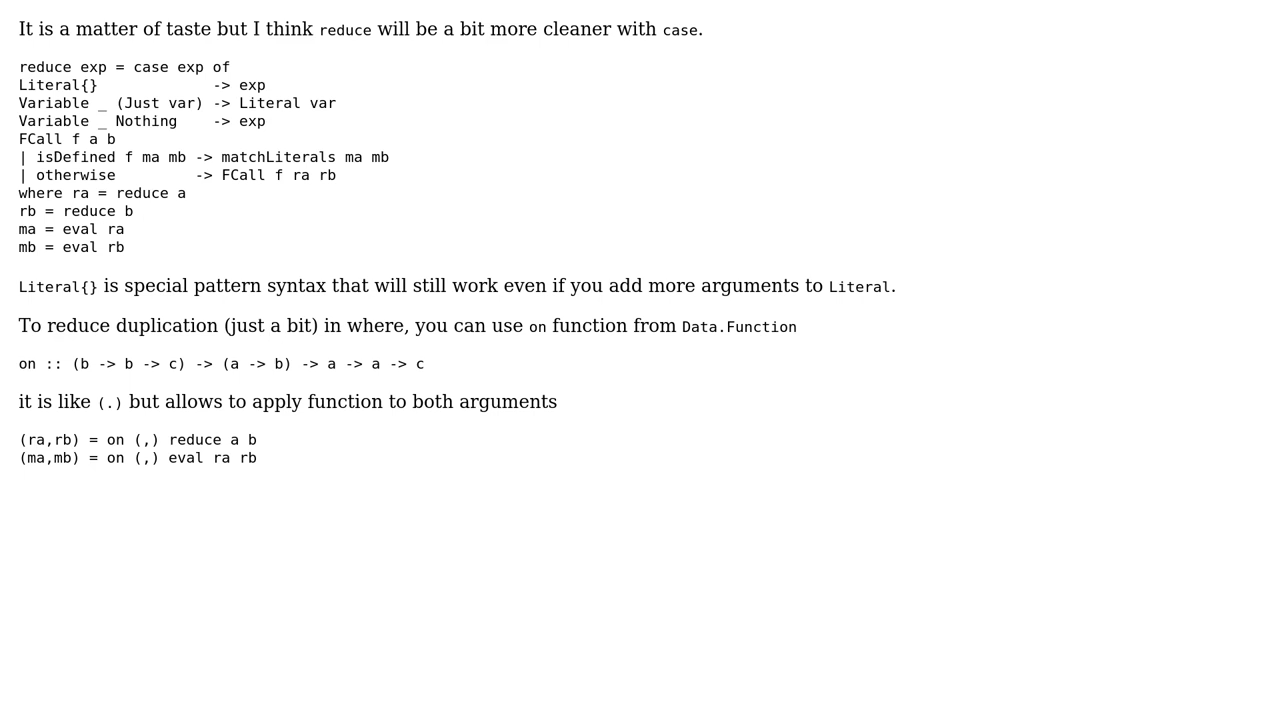 It is a matter of taste but I think reduce will be a bit more cleaner with case.
reduce exp = case exp of
Literal{}             -> exp
Variable _ (Just var) -> Literal var
Variable _ Nothing    -> exp
FCall f a b
| isDefined f ma mb -> matchLiterals ma mb
| otherwise         -> FCall f ra rb
where ra = reduce a
rb = reduce b
ma = eval ra
mb = eval rb
Literal{} is special pattern syntax that will still work even if you add more arguments to Literal.
To reduce duplication (just a bit) in where, you can use on function from Data.Function
on :: (b -> b -> c) -> (a -> b) -> a -> a -> c
it is like (.) but allows to apply function to both arguments
(ra,rb) = on (,) reduce a b
(ma,mb) = on (,) eval ra rb